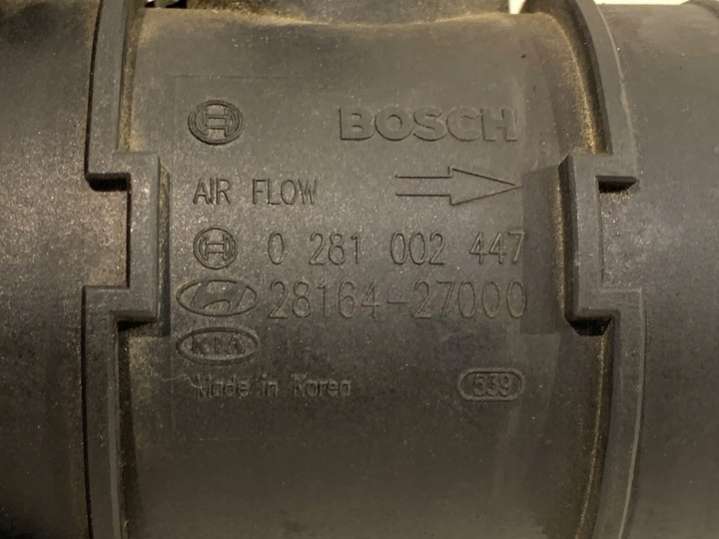 BOSCH
AIR FLOW
0 281 002 447
28164-27000
KIA
Made in Korea 539